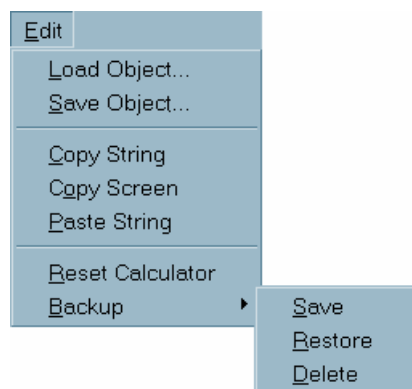 Edit
Load Object...
Save Object...
Copy String
Copy Screen
Paste String
Reset Calculator
Backup
Save
Restore
Delete